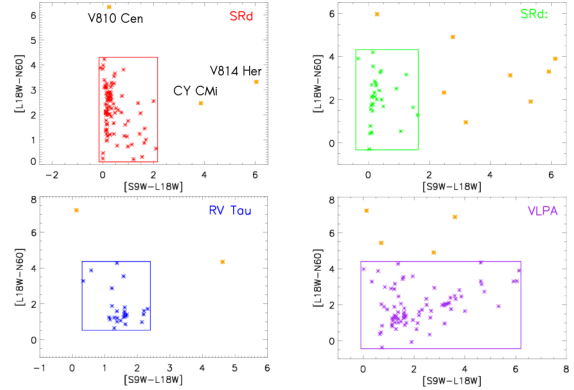 V810 Cen
SRd
V814 Her
CY CMi
[L18W-N60]
6
5
4
3
2
1
0
-2 0 2 4 6
[S9W-L18W]
SRd:
[L18W-N60]
6
5
4
3
2
1
0
0 2 4 6
[S9W-L18W]
RV Tau
[L18W-N60]
8
6
4
2
0
-1 0 1 2 3 4 5 6
[S9W-L18W]
VLPA
[L18W-N60]
8
6
4
2
0
0 2 4 6 8
[S9W-L18W]